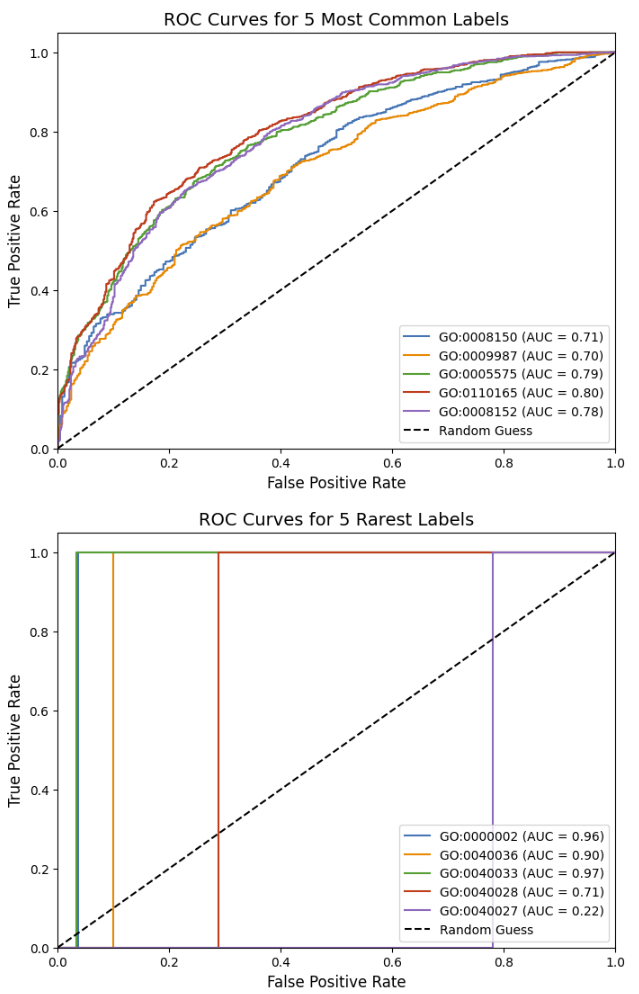 ROC Curves for 5 Most Common Labels
1.0
0.8
0.6
0.4
0.2
0.0
True Positive Rate
GO:0008150 (AUC = 0.71)
GO:0009987 (AUC = 0.70)
GO:0005575 (AUC = 0.79)
GO:0110165 (AUC = 0.80)
GO:0008152 (AUC = 0.78)
Random Guess
0.0 0.2 0.4 0.6 0.8 1.0
False Positive Rate
ROC Curves for 5 Rarest Labels
1.0
0.8
0.6
0.4
0.2
0.0
True Positive Rate
GO:0000002 (AUC = 0.96)
GO:0040036 (AUC = 0.90)
GO:0040033 (AUC = 0.97)
GO:0040028 (AUC = 0.71)
GO:0040027 (AUC = 0.22)
Random Guess
0.0 0.2 0.4 0.6 0.8 1.0
False Positive Rate